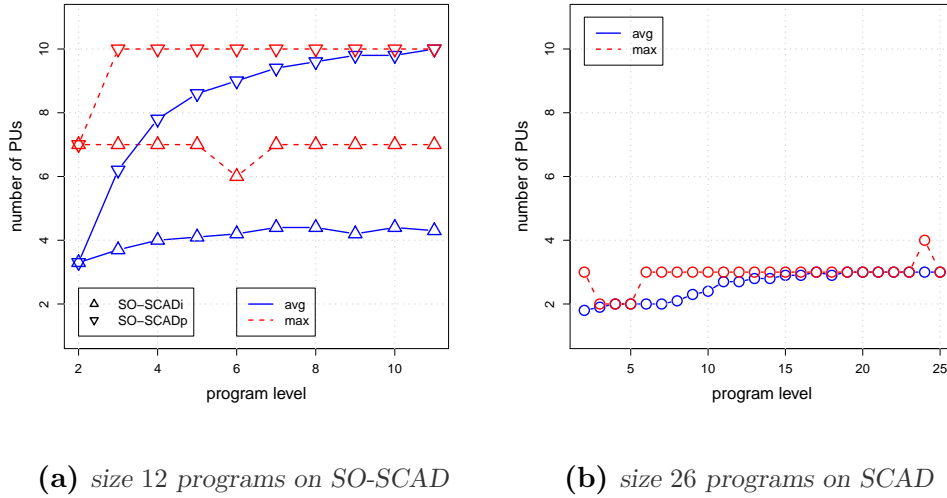 number of PUs
10
8
6
4
2
SO−SCADi
SO−SCADp
avg
max
2 4 6 8 10
program level
(a) size 12 programs on SO-SCAD
number of PUs
10
8
6
4
2
avg
max
5 10 15 20 25
program level
(b) size 26 programs on SCAD